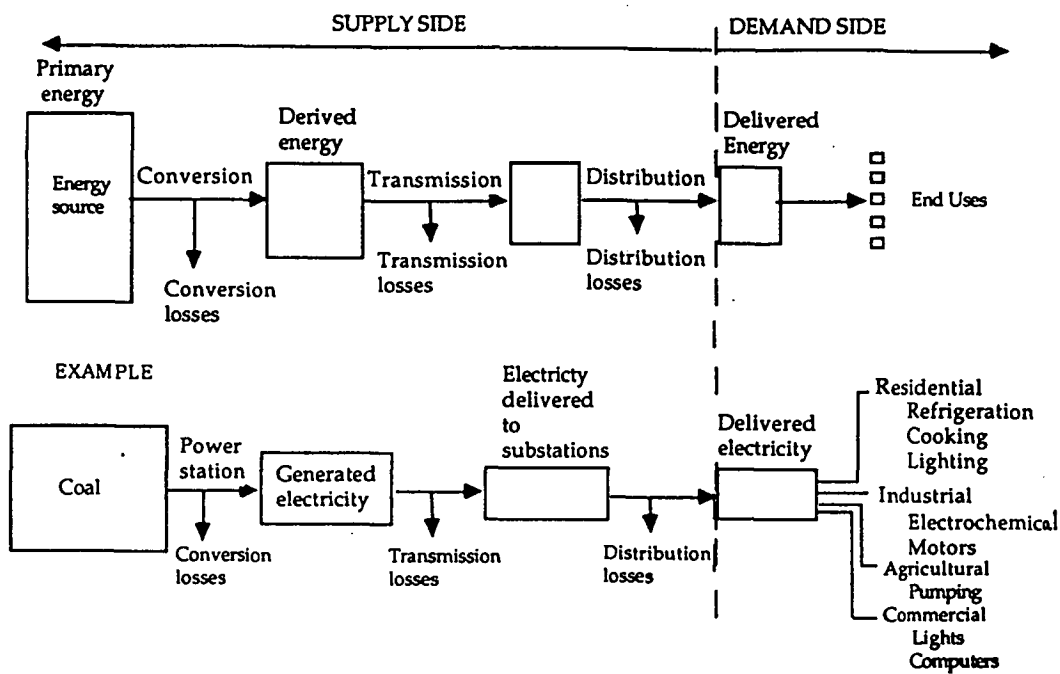 SUPPLY SIDE
DEMAND SIDE
Primary
energy
Derived
energy
Delivered
Energy
Energy
source
Conversion
Transmission
Distribution
End Uses
Conversion
losses
Transmission
losses
Distribution
losses
EXAMPLE
Electricty
delivered
to
substations
Delivered
electricity
Coal
Power
station
Generated
electricity
Conversion
losses
Transmission
losses
Distribution
losses
Residential
Refrigeration
Cooking
Lighting
Industrial
Electrochemical
Motors
Agricultural
Pumping
Commercial
Lights
Computers